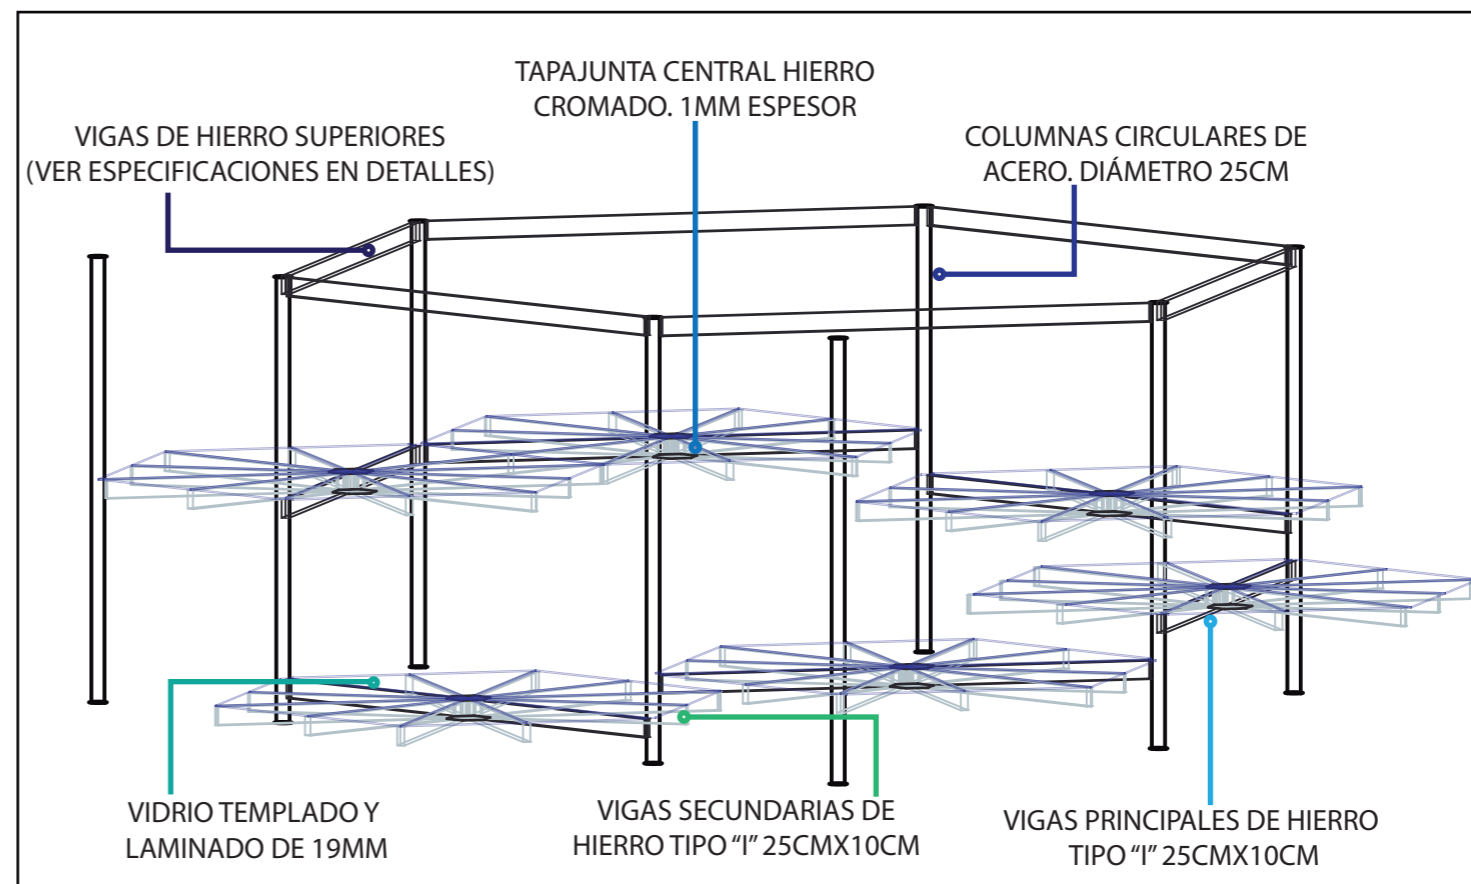 TAPAJUNTA CENTRAL HIERRO
CROMADO. 1MM ESPESOR
VIGAS DE HIERRO SUPERIORES
(VER ESPECIFICACIONES EN DETALLES)
COLUMNAS CIRCULARES DE
ACERO. DIÁMETRO 25CM
VIDRIO TEMPLADO Y
LAMINADO DE 19MM
VIGAS SECUNDARIAS DE
HIERRO TIPO “I” 25CMX10CM
VIGAS PRINCIPALES DE HIERRO
TIPO “I” 25CMX10CM